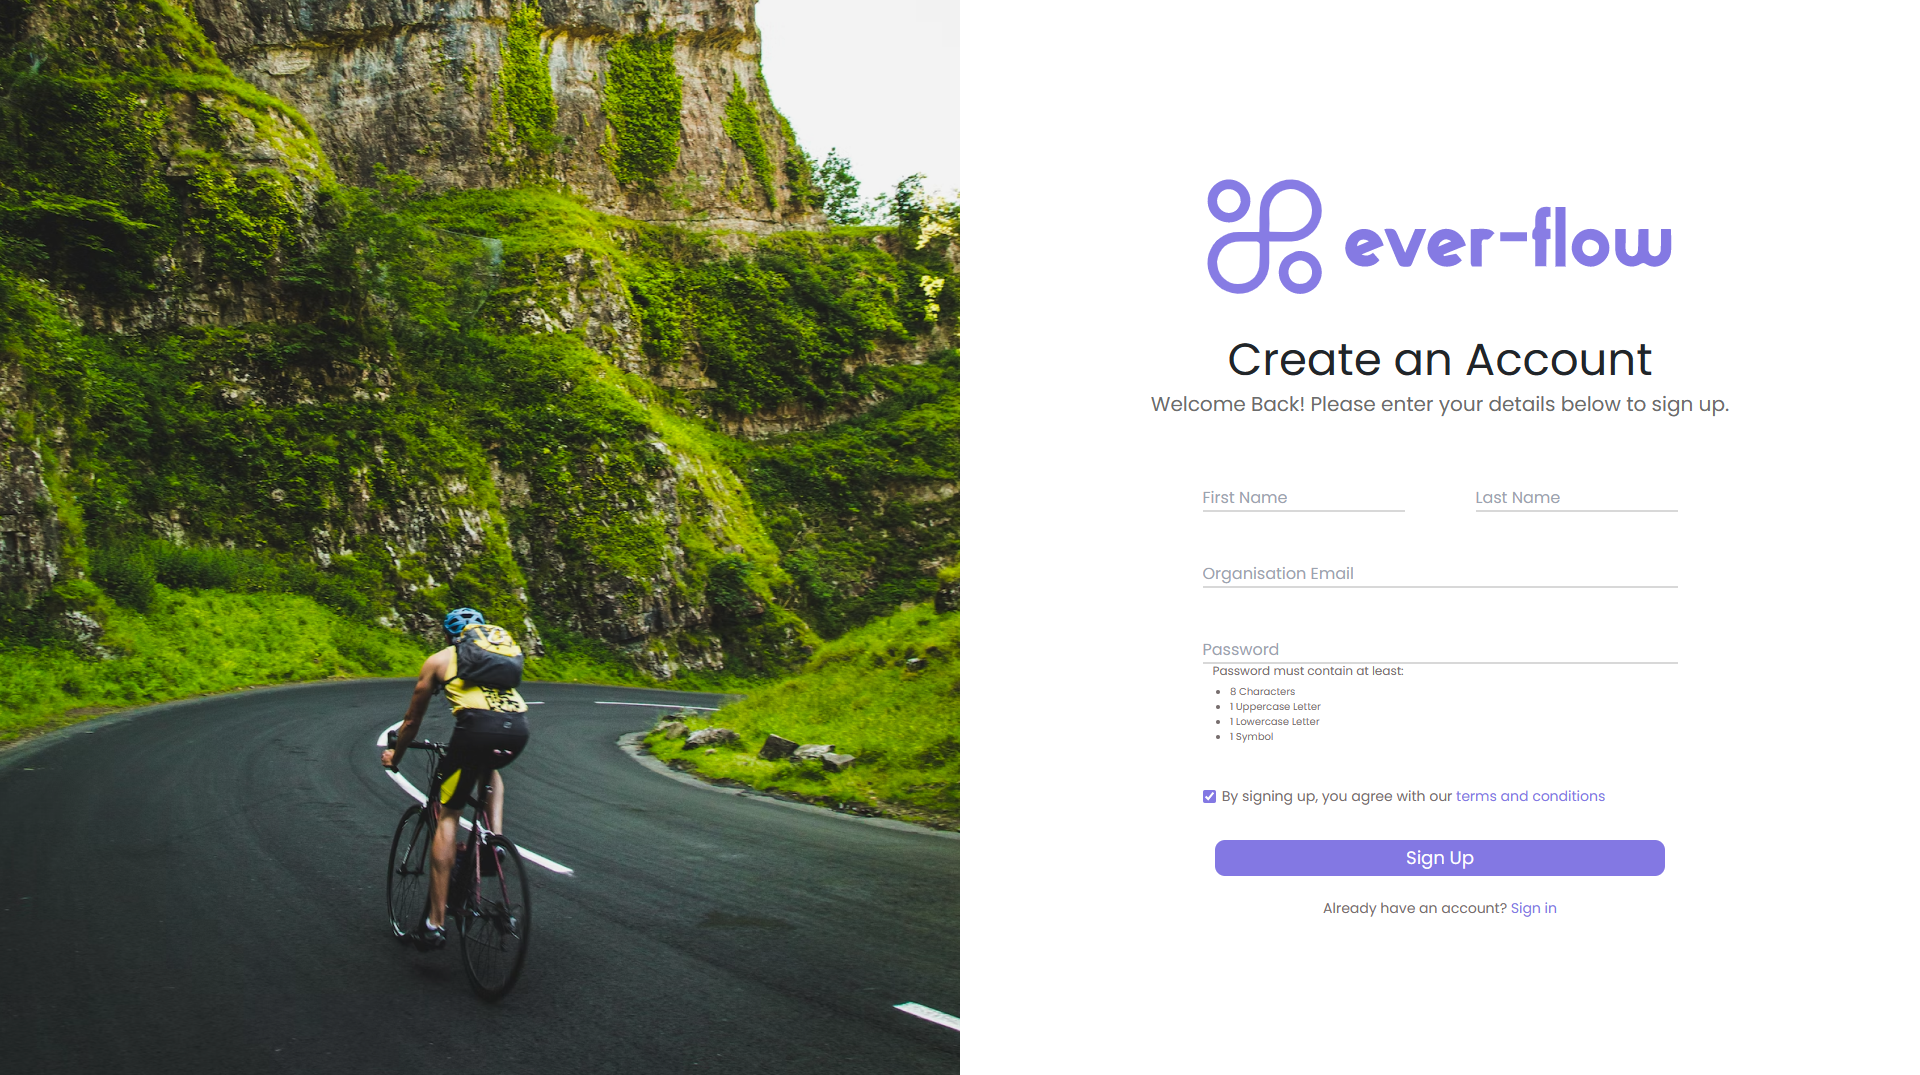 ever-flow
Create an Account
Welcome Back! Please enter your details below to sign up.
First Name Last Name
Organisation Email
Password
Password must contain at least:
8 Characters
1 Uppercase Letter
1 Lowercase Letter
1 Symbol
By signing up, you agree with our terms and conditions
Sign Up
Already have an account? Sign in